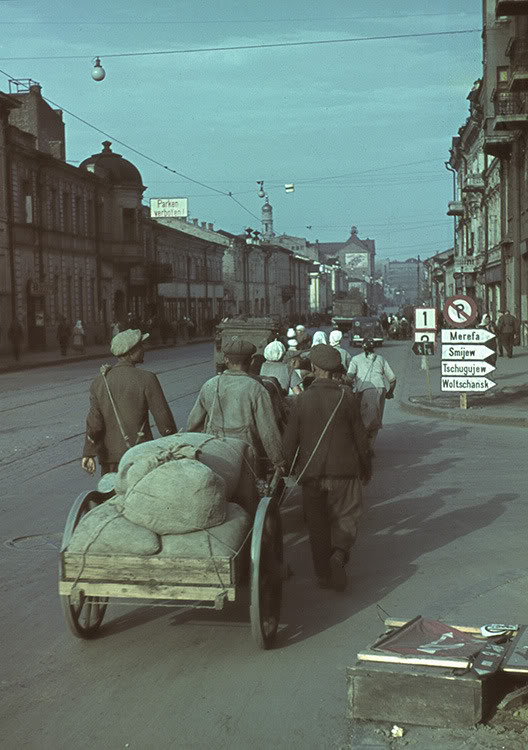 Parken
verboten!
1
P
2
Merefa
Smijew
Tschugujew
Woltschansk